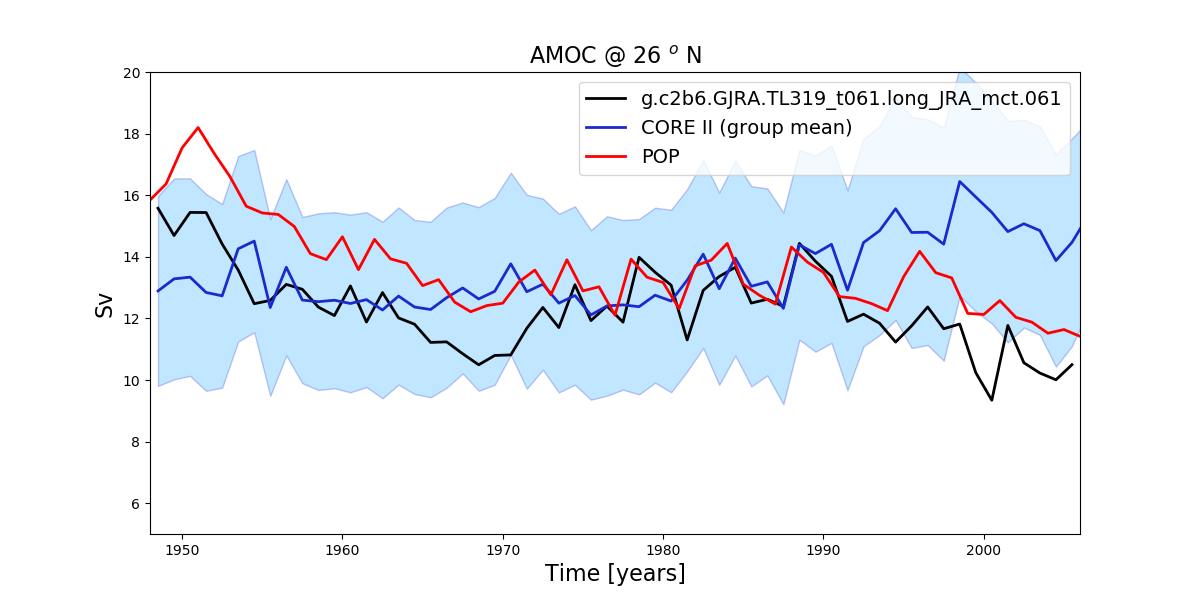 AMOC @ 26 ᵒ N
g.c2b6.GJRA.TL319_t061.long_JRA_mct.061
CORE II (group mean)
POP
Sv
20
18
16
14
12
10
8
6
1950 1960 1970 1980 1990 2000
Time [years]